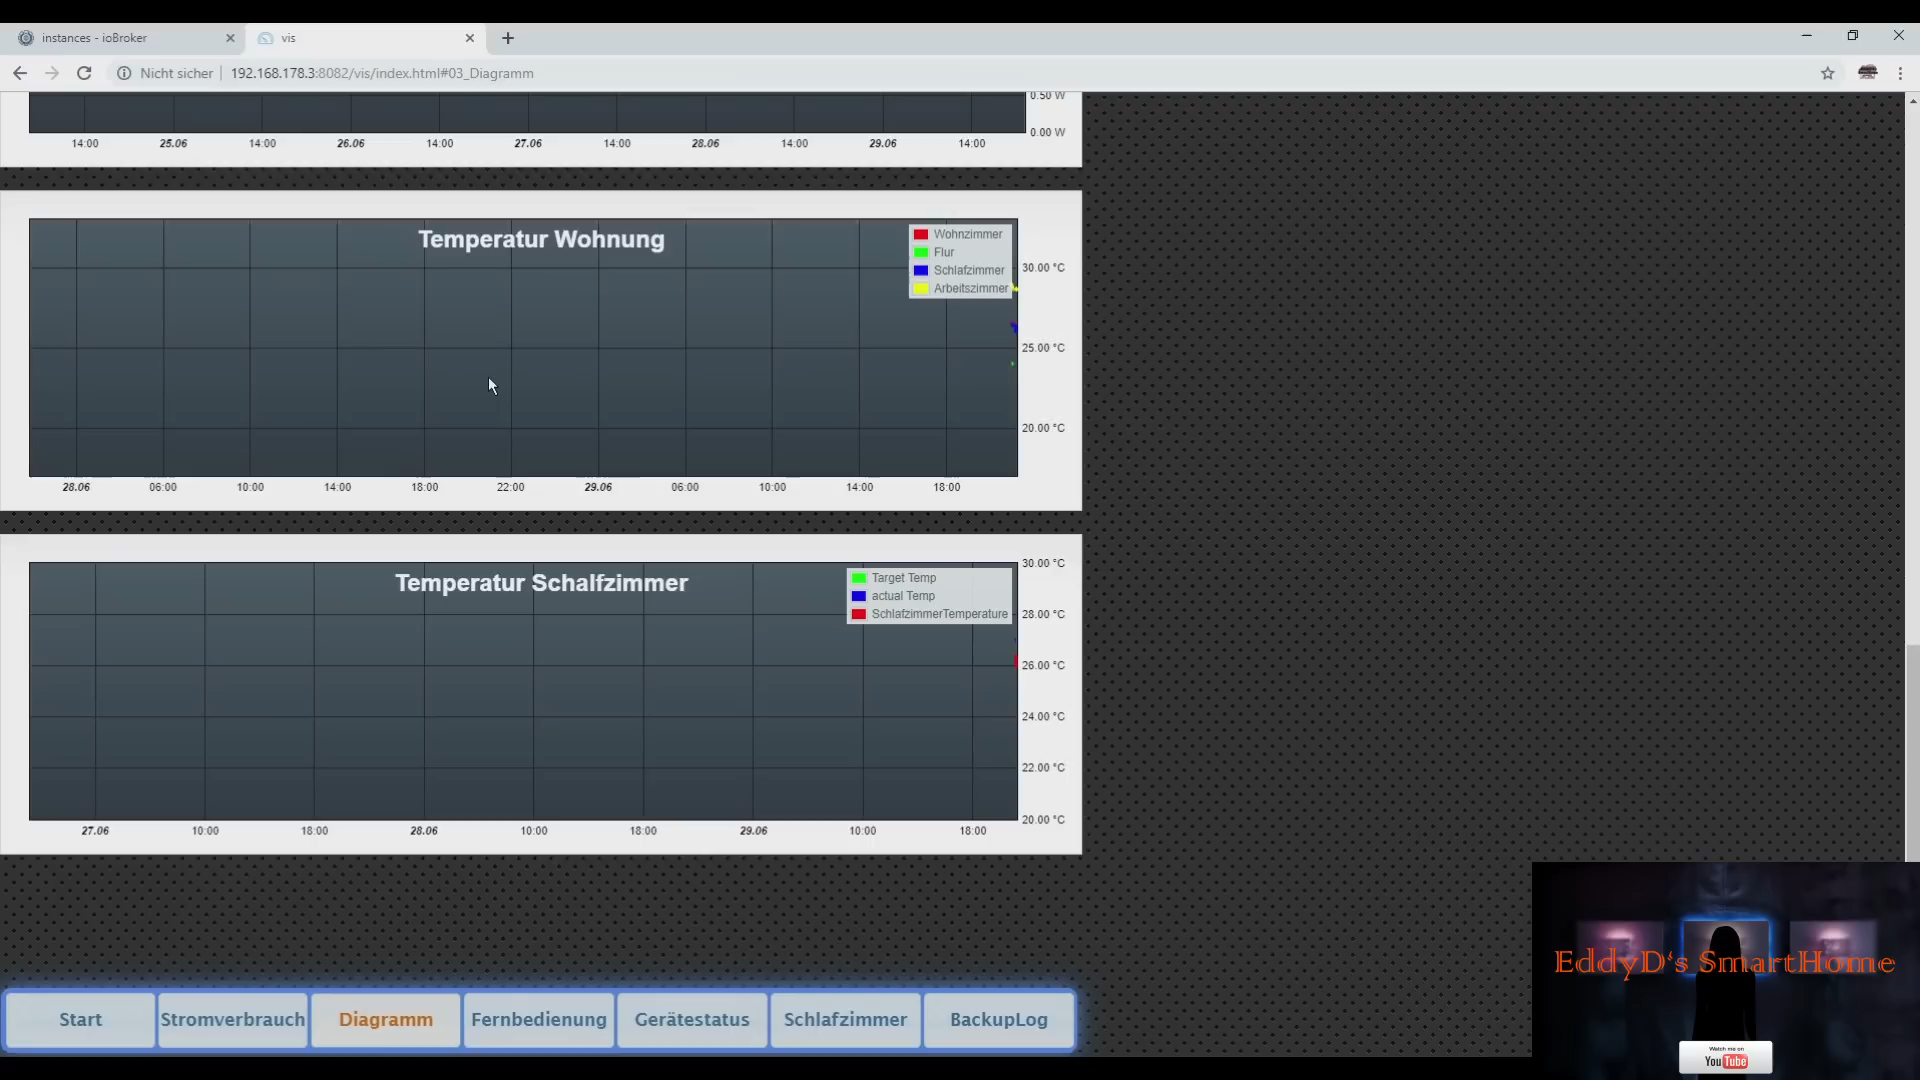 instances - ioBroker
vis
Nicht sicher
192.168.178.3:8082/vis/index.html#03_Diagramm
0.50 W
0.00 W
14:00 25.06 14:00 26.06 14:00 27.06 14:00 28.06 14:00 29.06 14:00
Temperatur Wohnung
Wohnzimmer
Flur
Schlafzimmer
Arbeitszimmer
30.00 °C
25.00 °C
20.00 °C
28.06 06:00 10:00 14:00 18:00 22:00 29.06 06:00 10:00 14:00 18:00
Temperatur Schalfzimmer
Target Temp
actual Temp
SchlafzimmerTemperature
30.00 °C
28.00 °C
26.00 °C
24.00 °C
22.00 °C
20.00 °C
27.06 10:00 18:00 28.06 10:00 18:00 29.06 10:00 18:00
Start Stromverbrauch Diagramm Fernbedienung Gerätestatus Schlafzimmer BackupLog
EddyD's SmartHome
Watch me on
YouTube